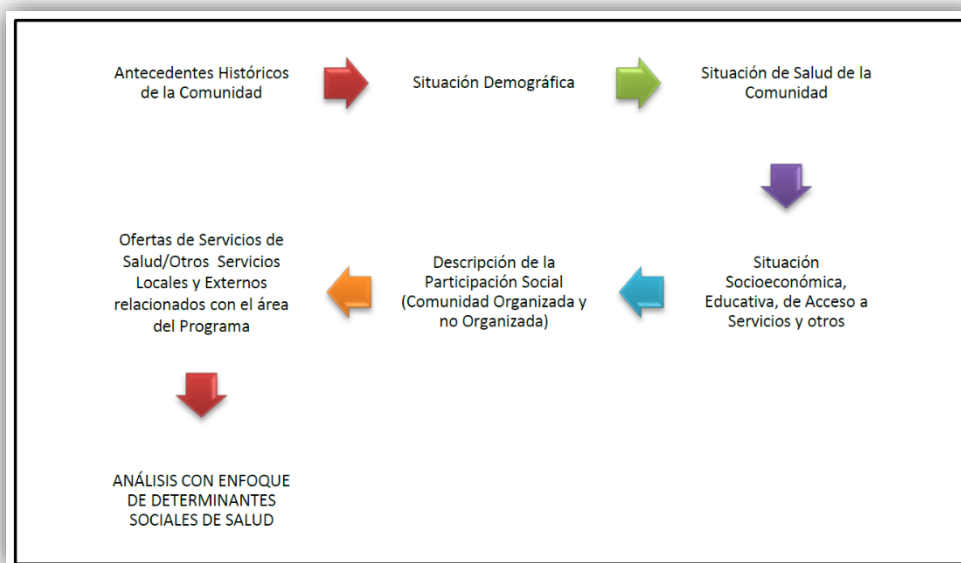 Antecedentes Históricos
de la Comunidad
Situación Demográfica
Situación de Salud de la
Comunidad
Situación
Socioeconómica,
Educativa, de Acceso a
Servicios y otros
Descripción de la
Participación Social
(Comunidad Organizada y
no Organizada)
Ofertas de Servicios de
Salud/Otros Servicios
Locales y Externos
relacionados con el área
del Programa
ANÁLISIS CON ENFOQUE
DE DETERMINANTES
SOCIALES DE SALUD